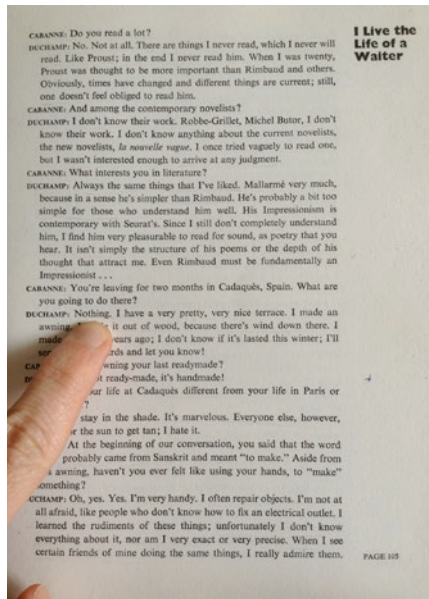 I Live the
Life of a
Waiter
CABANNE: Do you read a lot?
DUCHAMP: No. Not at all. There are things I never read, which I never will
read. Like Proust; in the end I never read him. When I was twenty,
Proust was thought to be more important than Rimbaud and others.
Obviously, times have changed and different things are current; still,
one doesn't feel obliged to read him.
CABANNE: And among the contemporary novelists?
DUCHAMP: I don't know their work. Robbe-Grillet, Michel Butor, I don't
know their work. I don't know anything about the current novelists,
the new novelists, la nouvelle vague. I once tried vaguely to read one,
but I wasn't interested enough to arrive at any judgment.
CABANNE: What interests you in literature?
DUCHAMP: Always the same things that I've liked. Mallarmé very much,
because in a sense he's simpler than Rimbaud. He's probably a bit too
simple for those who understand him well. His Impressionism is
contemporary with Seurat's. Since I still don't completely understand
him, I find him very pleasurable to read for sound, as poetry that you
hear. It isn't simply the structure of his poems or the depth of his
thought that attract me. Even Rimbaud must be fundamentally an
Impressionist . . .
CABANNE: You're leaving for two months in Cadaqués, Spain. What are
you going to do there?
DUCHAMP: Nothing. I have a very pretty, very nice terrace. I made an
awning. it out of wood, because there's wind down there. I
made ears ago; I don't know if it's lasted this winter; I'll
rds and let you know!
wning your last readymade?
ready-made, it's handmade!
ur life at Cadaqués different from your life in Paris or
?
stay in the shade. It's marvelous. Everyone else, however,
r the sun to get tan; I hate it.
At the beginning of our conversation, you said that the word
probably came from Sanskrit and meant "to make." Aside from
awning, haven't you ever felt like using your hands, to "make"
omething?
UCHAMP: Oh, yes. Yes. I'm very handy. I often repair objects. I'm not at
all afraid, like people who don't know how to fix an electrical outlet. I
learned the rudiments of these things; unfortunately I don't know
everything about it, nor am I very exact or very precise. When I see
certain friends of mine doing the same things, I really admire them.
PAGE 105